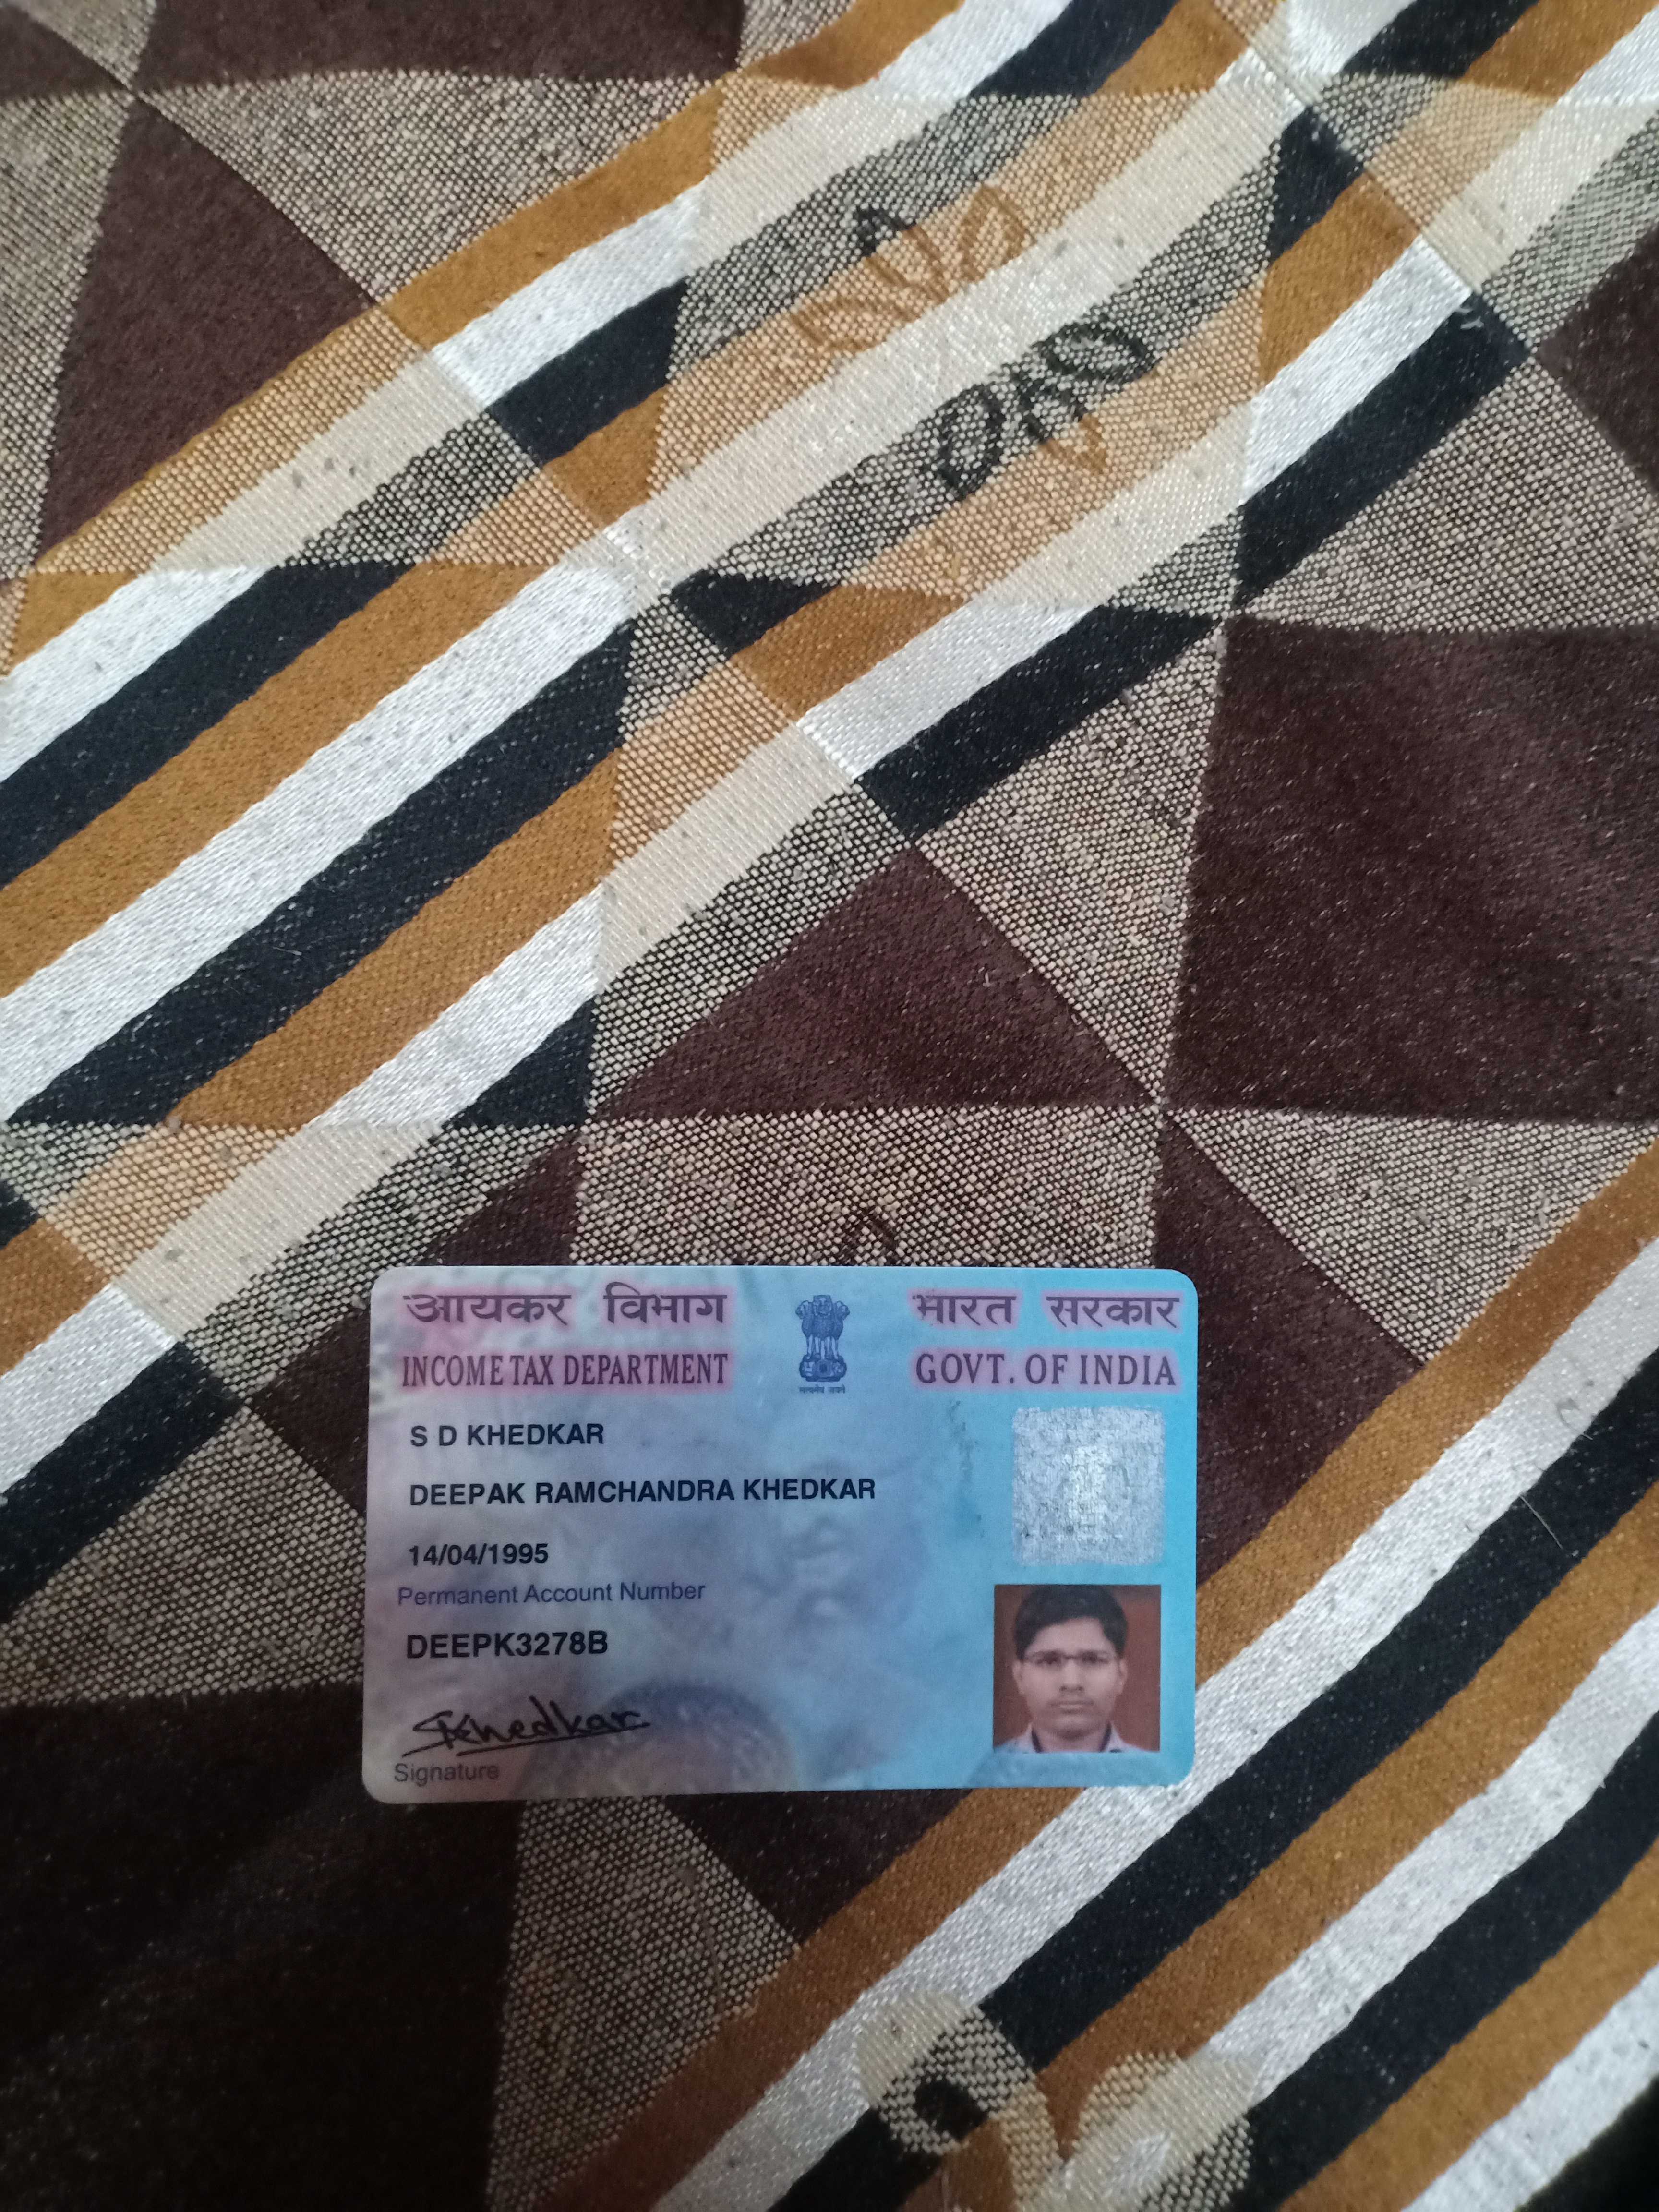 आयकर विभाग
INCOME TAX DEPARTMENT
सत्यमेव जयते
भारत सरकार
GOVT. OF INDIA
S D KHEDKAR
DEEPAK RAMCHANDRA KHEDKAR
14/04/1995
Permanent Account Number
DEEPK3278B
SKhedkar
Signature